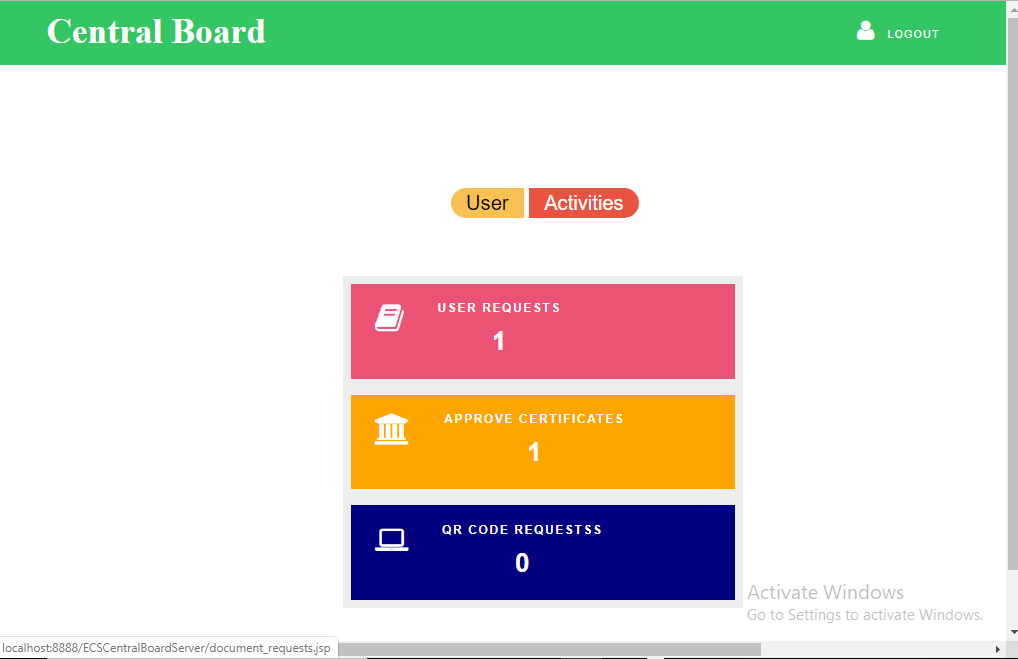 Central Board
LOGOUT
User
Activities
USER REQUESTS
1
APPROVE CERTIFICATES
1
QR CODE REQUESTSS
0
Activate Windows
Go to Settings to activate Windows.
localhost:8888/ECSCentralBoardServer/document_requests.jsp